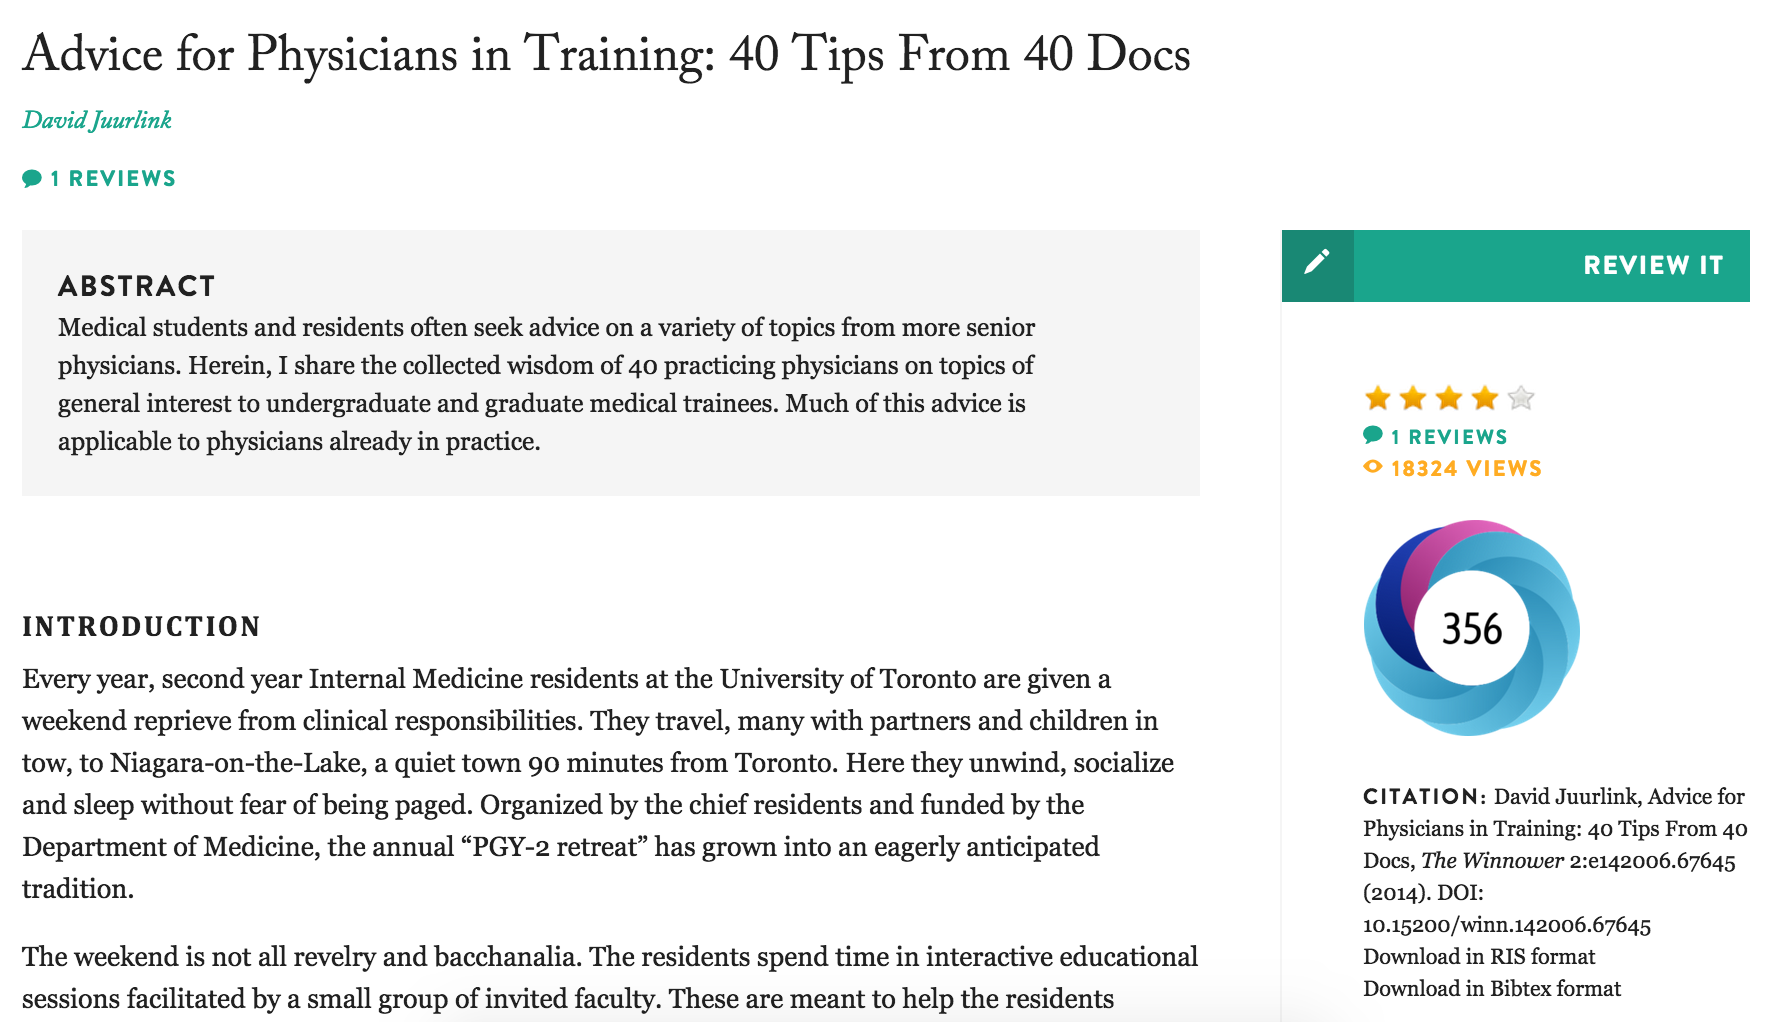 Advice for Physicians in Training: 40 Tips From 40 Docs
David Juurlink
1 REVIEWS
ABSTRACT
Medical students and residents often seek advice on a variety of topics from more senior
physicians. Herein, I share the collected wisdom of 40 practicing physicians on topics of
general interest to undergraduate and graduate medical trainees. Much of this advice is
applicable to physicians already in practice.
INTRODUCTION
Every year, second year Internal Medicine residents at the University of Toronto are given a
weekend reprieve from clinical responsibilities. They travel, many with partners and children in
tow, to Niagara-on-the-Lake, a quiet town 90 minutes from Toronto. Here they unwind, socialize
and sleep without fear of being paged. Organized by the chief residents and funded by the
Department of Medicine, the annual “PGY-2 retreat” has grown into an eagerly anticipated
tradition.
The weekend is not all revelry and bacchanalia. The residents spend time in interactive educational
sessions facilitated by a small group of invited faculty. These are meant to help the residents
REVIEW IT
1 REVIEWS
18324 VIEWS
356
CITATION: David Juurlink, Advice for
Physicians in Training: 40 Tips From 40
Docs, The Winnower 2:e142006.67645
(2014). DOI:
10.15200/winn.142006.67645
Download in RIS format
Download in Bibtex format